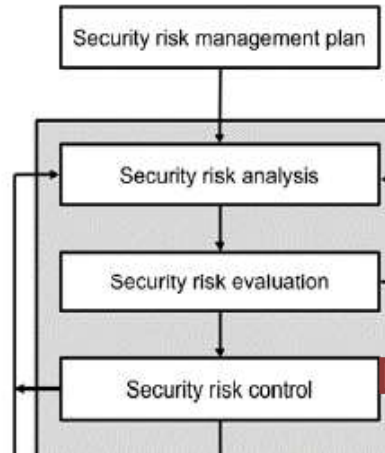 Security risk management plan
Security risk analysis
Security risk evaluation
Security risk control